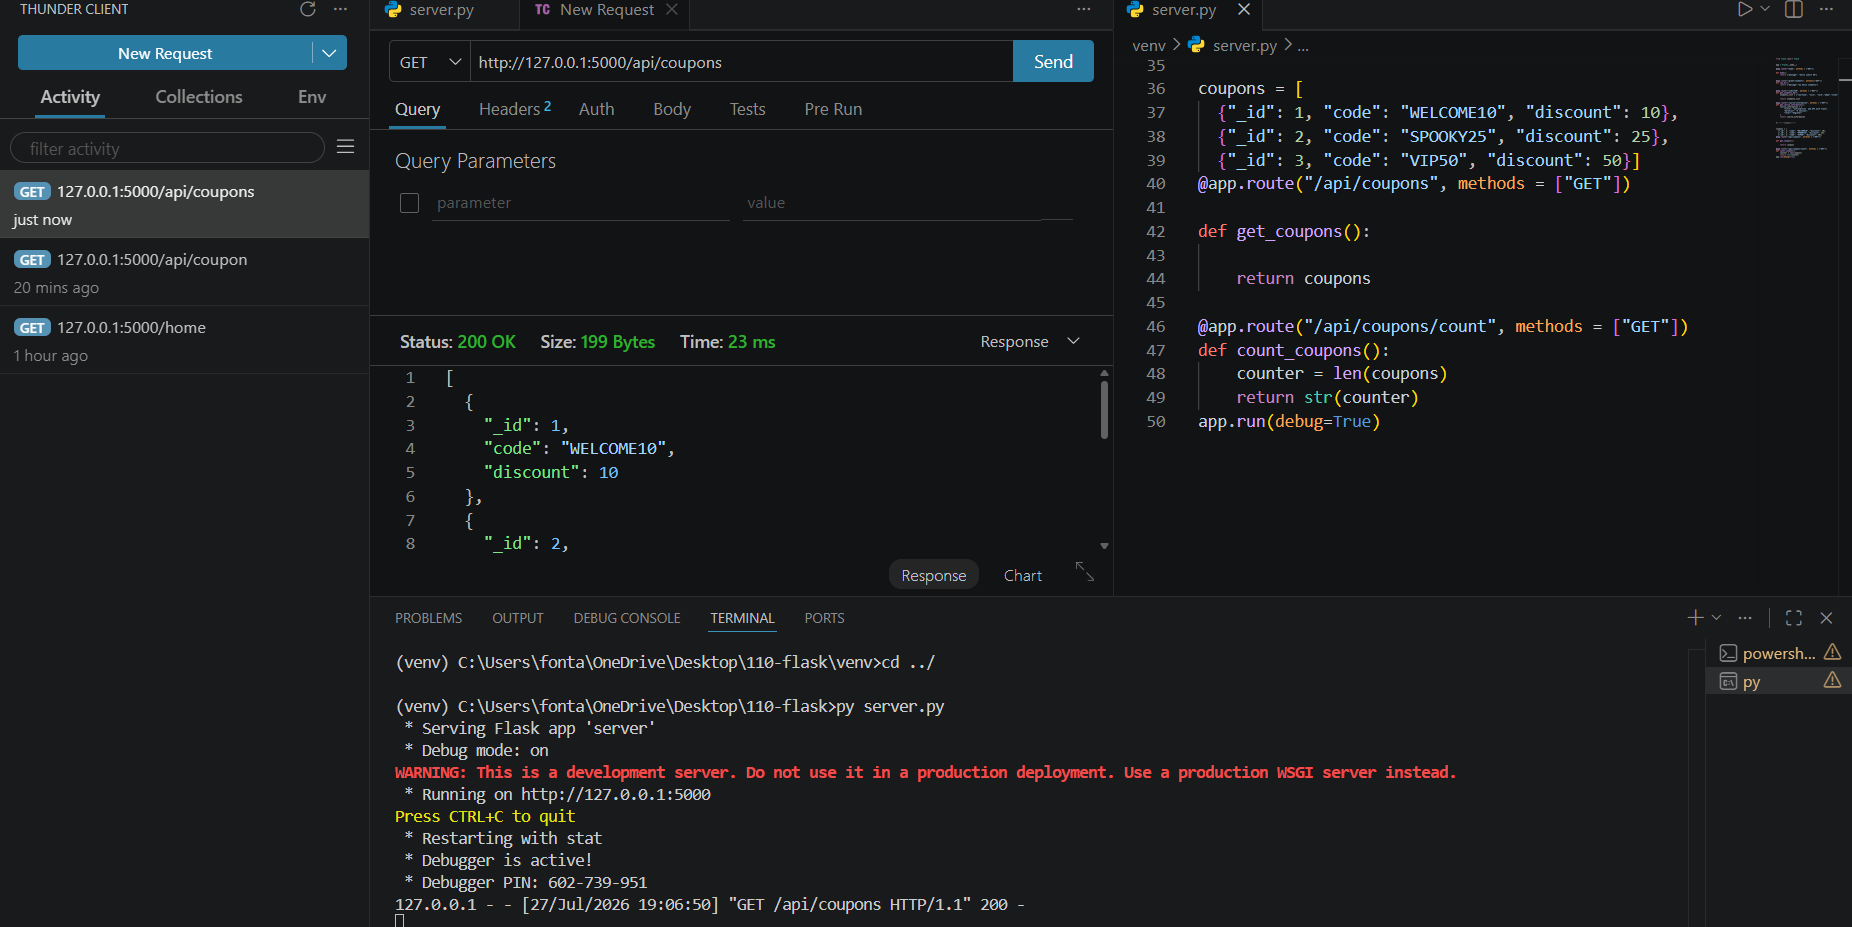 THUNDER CLIENT
New Request
Activity Collections Env
filter activity
GET 127.0.0.1:5000/api/coupons
just now
GET 127.0.0.1:5000/api/coupon
20 mins ago
GET 127.0.0.1:5000/home
1 hour ago
server.py TC New Request
GET http://127.0.0.1:5000/api/coupons Send
Query Headers 2 Auth Body Tests Pre Run
Query Parameters
parameter value
Status: 200 OK Size: 199 Bytes Time: 23 ms Response
1 [
2 {
3 "_id": 1,
4 "code": "WELCOME10",
5 "discount": 10
6 },
7 {
8 "_id": 2,
Response Chart
server.py
venv > server.py > ...
35
36 coupons = [
37 {"_id": 1, "code": "WELCOME10", "discount": 10},
38 {"_id": 2, "code": "SPOOKY25", "discount": 25},
39 {"_id": 3, "code": "VIP50", "discount": 50}]
40 @app.route("/api/coupons", methods = ["GET"])
41
42 def get_coupons():
43
44 return coupons
45
46 @app.route("/api/coupons/count", methods = ["GET"])
47 def count_coupons():
48 counter = len(coupons)
49 return str(counter)
50 app.run(debug=True)
PROBLEMS OUTPUT DEBUG CONSOLE TERMINAL PORTS
(venv) C:\Users\fonta\OneDrive\Desktop\110-flask\venv>cd ../
(venv) C:\Users\fonta\OneDrive\Desktop\110-flask>py server.py
* Serving Flask app 'server'
* Debug mode: on
WARNING: This is a development server. Do not use it in a production deployment. Use a production WSGI server instead.
* Running on http://127.0.0.1:5000
Press CTRL+C to quit
* Restarting with stat
* Debugger is active!
* Debugger PIN: 602-739-951
127.0.0.1 - - [27/Jul/2026 19:06:50] "GET /api/coupons HTTP/1.1" 200 -
powersh...
py